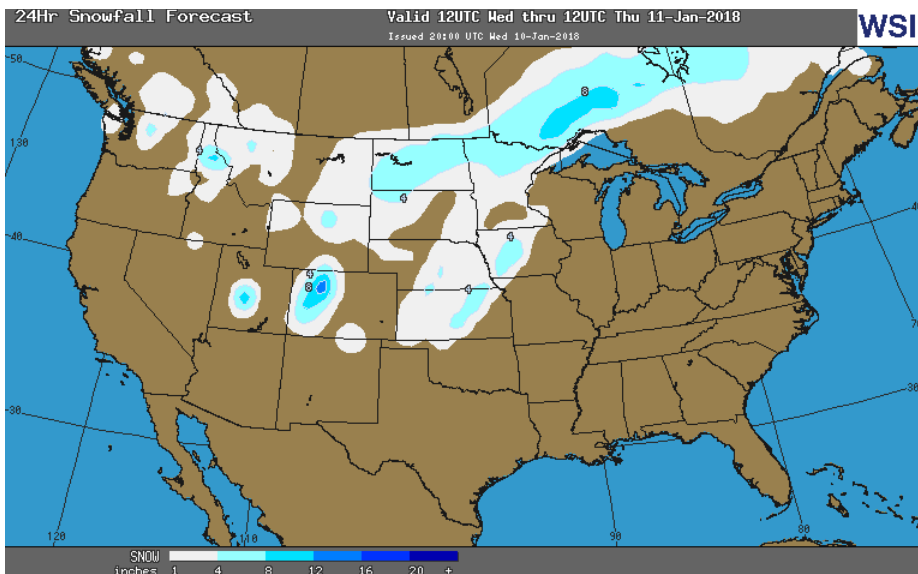 24Hr Snowfall Forecast
Valid 12UTC Wed thru 12UTC Thu 11-Jan-2018
Issued 20:00 UTC Wed 10-Jan-2018
WSI
50
130
40
30
120
110
90
80
30
4
8
4
4
4
4
8
SNOW
inches 1 4 8 12 16 20 +